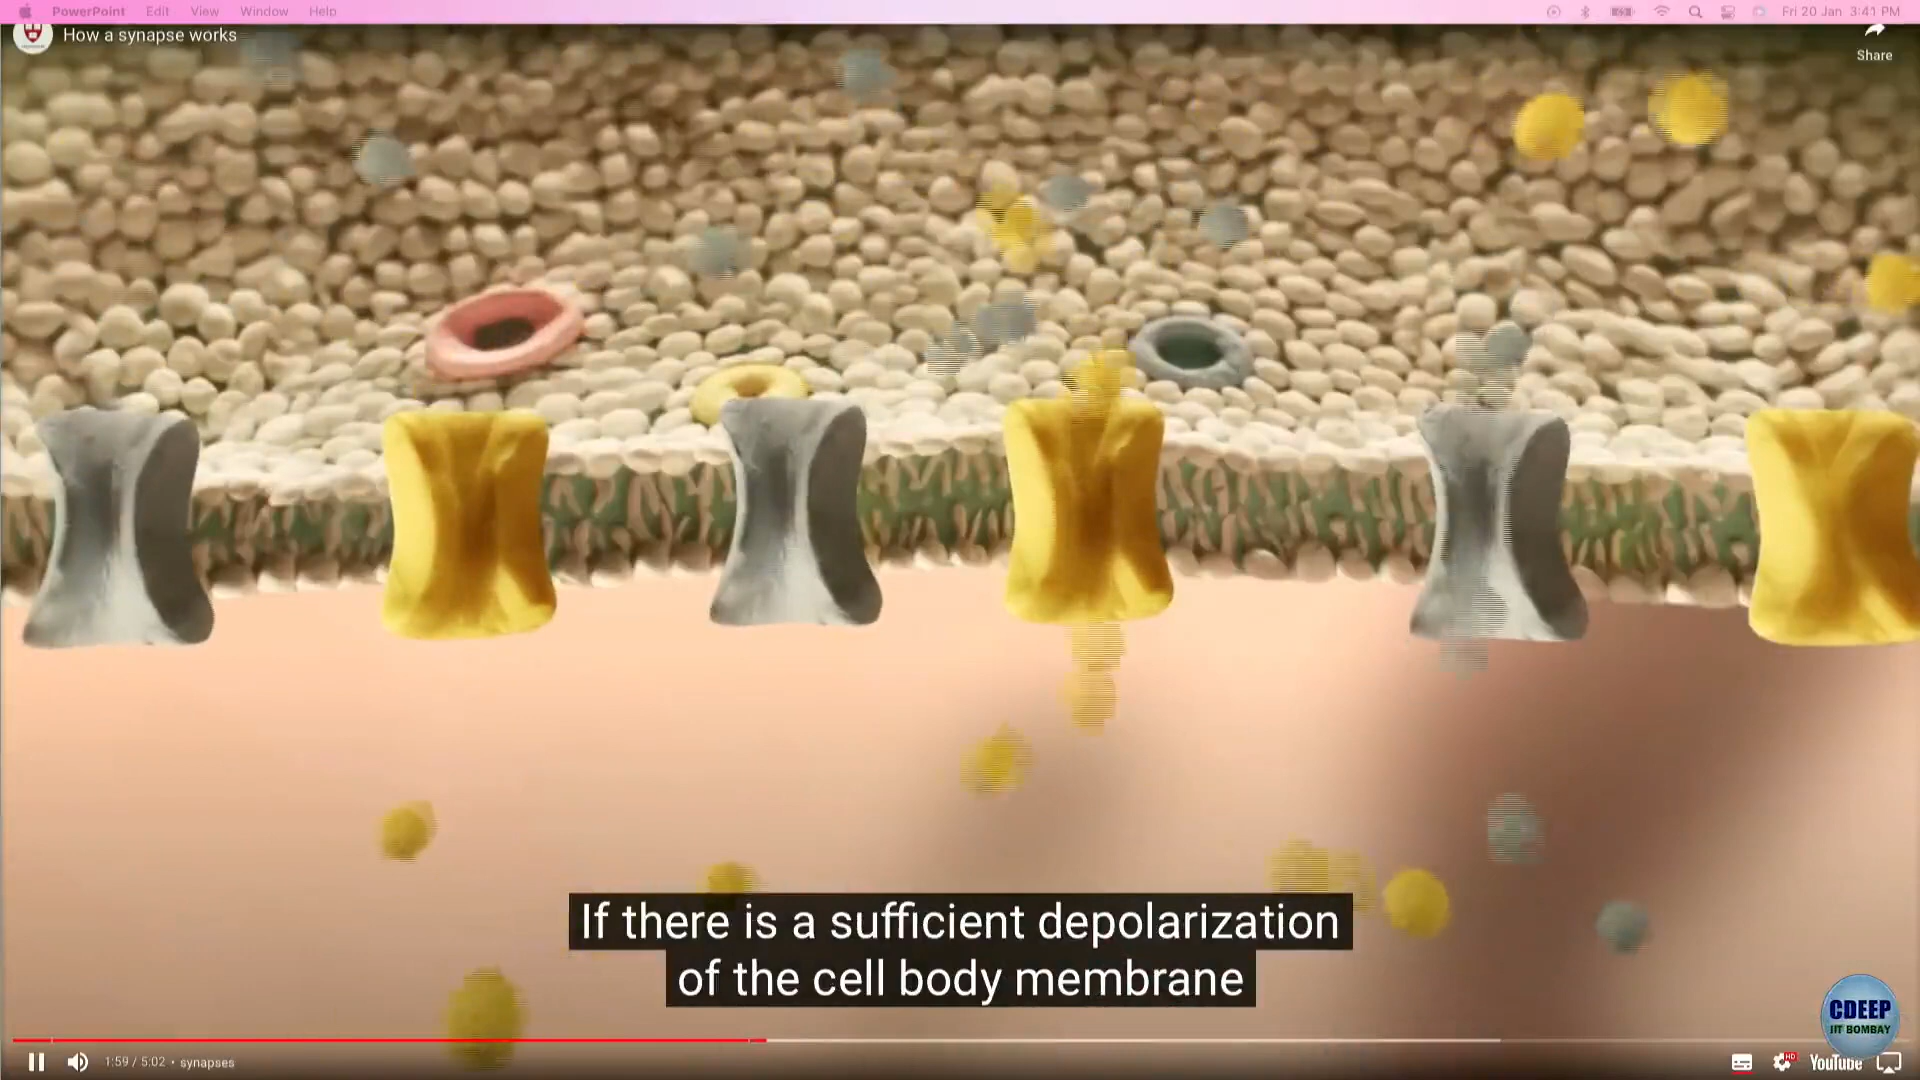 PowerPoint Edit View Window Help
Fri 20 Jan 3:41 PM
How a synapse works
Share
If there is a sufficient depolarization
of the cell body membrane
CDEEP
IIT BOMBAY
1:59 / 5:02 • synapses
HD
YouTube